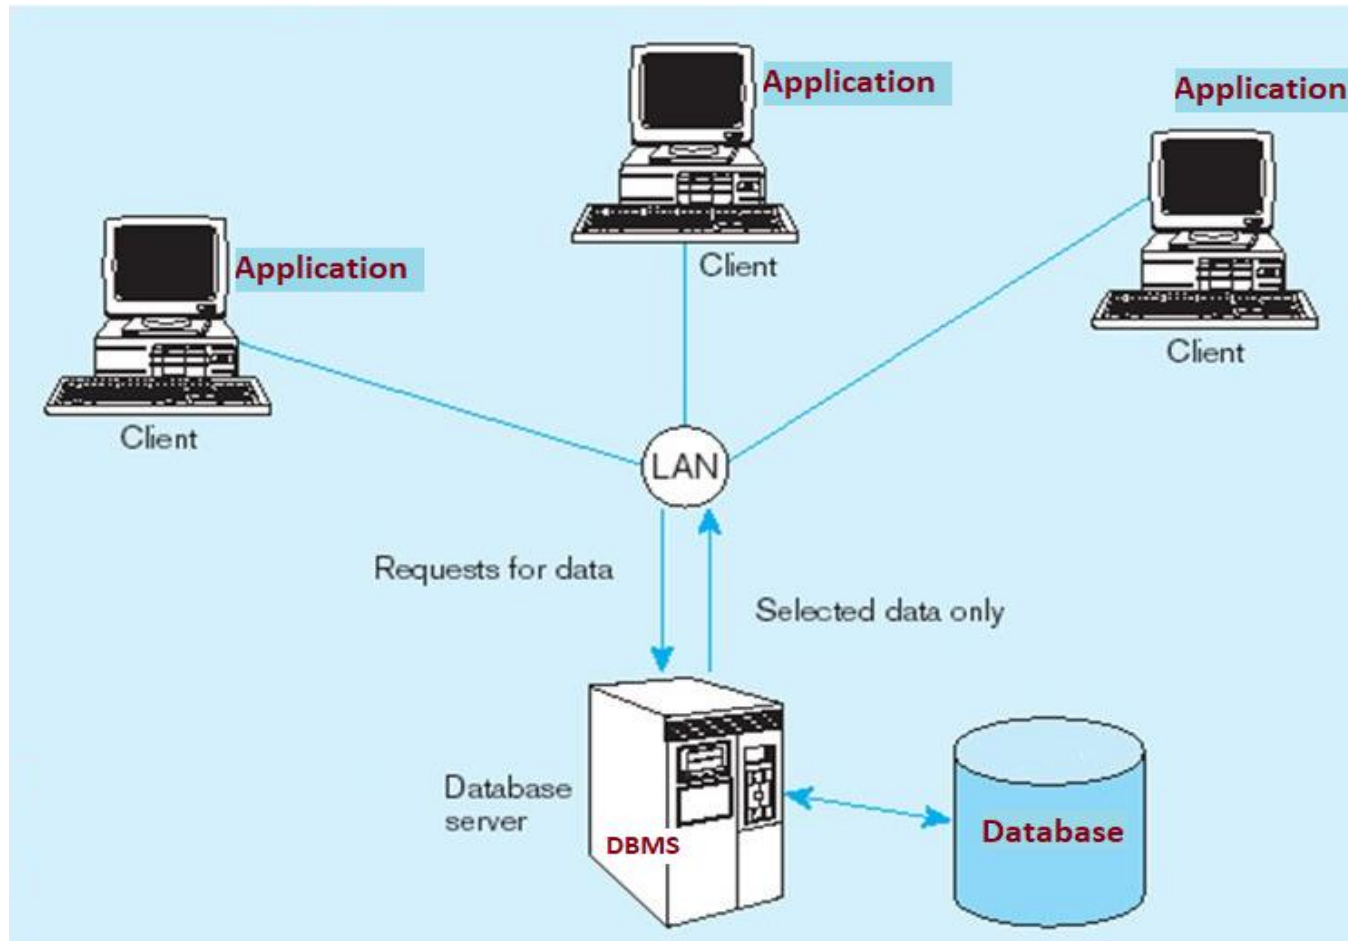 Application
Application
Application
Client
Client
Client
LAN
Requests for data
Selected data only
Database
server
DBMS
Database